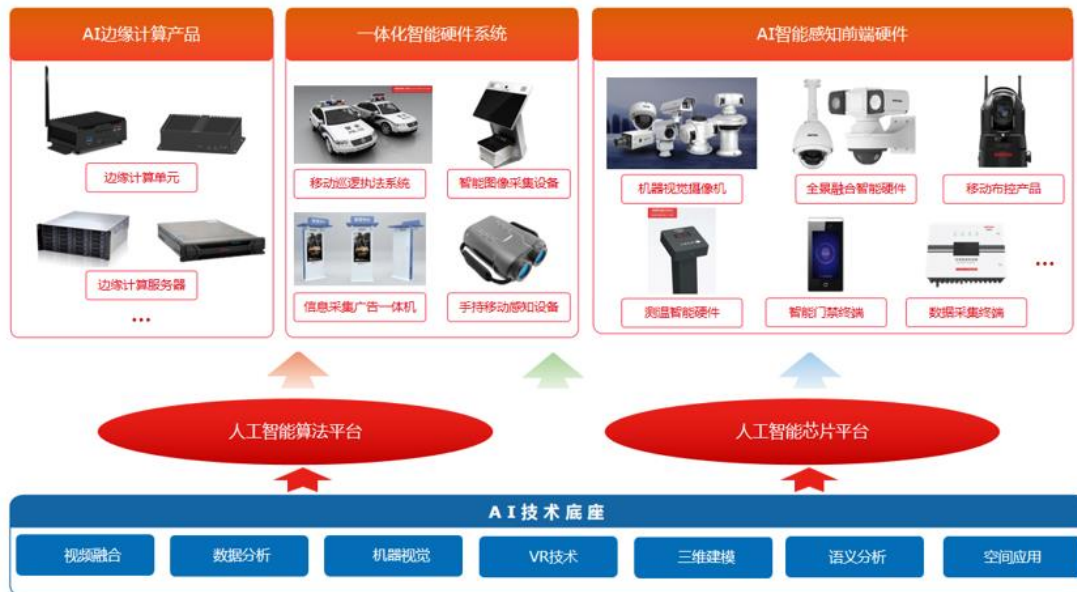 AI边缘计算产品
一体化智能硬件系统
AI智能感知前端硬件
边缘计算单元
移动巡逻执法系统
智能图像采集设备
机器视觉摄像机
全景融合智能硬件
移动布控产品
边缘计算服务器
信息采集广告一体机
手持移动感知设备
测温智能硬件
智能门禁终端
数据采集终端
...
...
人工智能算法平台
人工智能芯片平台
AI技术底座
视频融合
数据分析
机器视觉
VR技术
三维建模
语义分析
空间应用